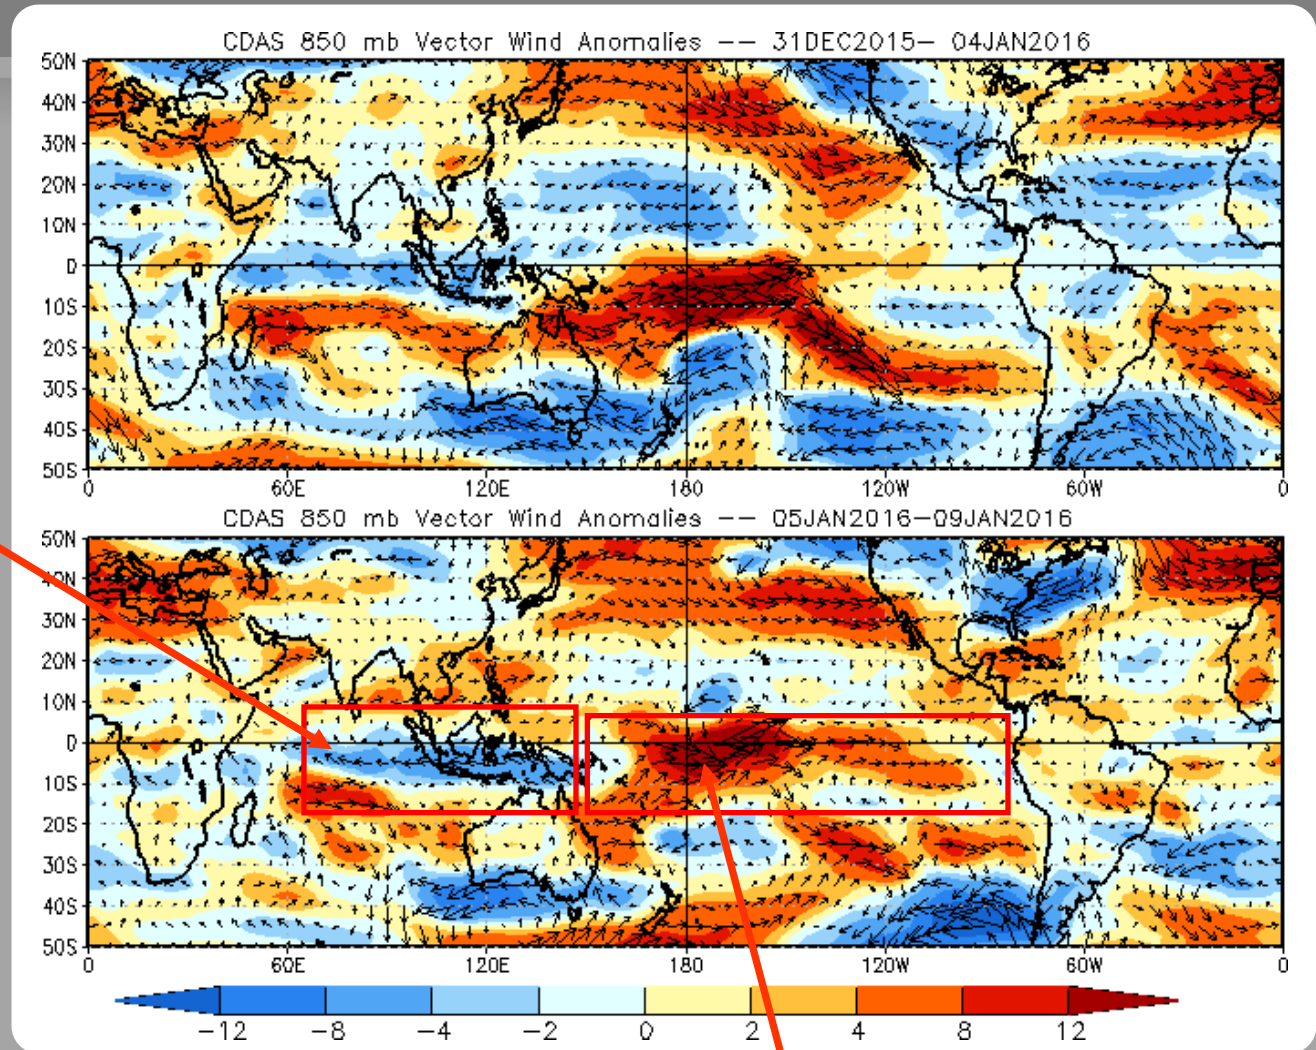 CDAS 850 mb Vector Wind Anomalies -- 31DEC2015- 04JAN2016
50N
40N
30N
20N
10N
0
10S
20S
30S
40S
50S
0 60E 120E 180 120W 60W 0
CDAS 850 mb Vector Wind Anomalies -- 05JAN2016-09JAN2016
50N
40N
30N
20N
10N
0
10S
20S
30S
40S
50S
0 60E 120E 180 120W 60W 0
-12 -8 -4 -2 0 2 4 8 12